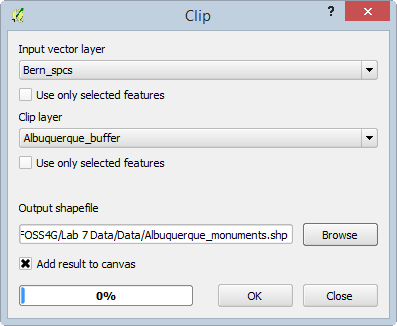 Clip
?
Input vector layer
Bern_spcs
Use only selected features
Clip layer
Albuquerque_buffer
Use only selected features
Output shapefile
FOSS4G/Lab 7 Data/Data/Albuquerque_monuments.shp
Browse
Add result to canvas
0%
OK
Close